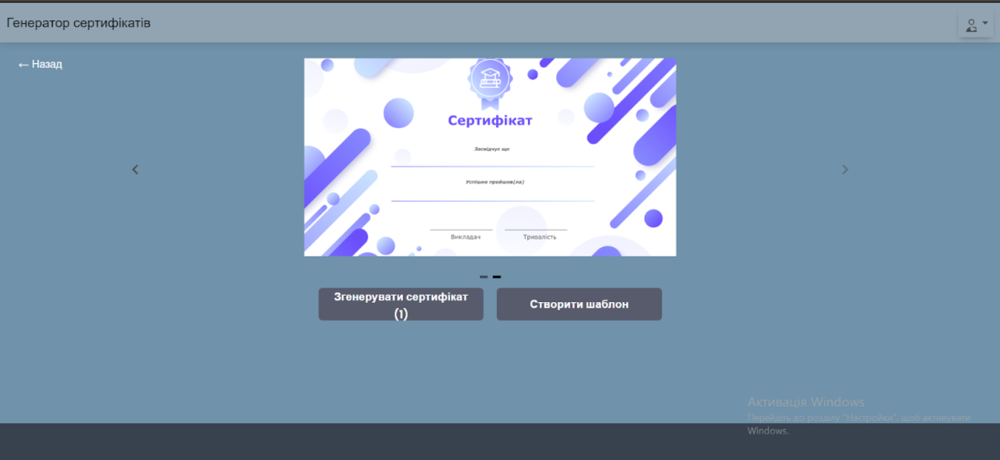 Генератор сертифікатів
← Назад
Сертифікат
Засвідчує що
Успішно пройшов(ла)
Викладач
Тривалість
Згенерувати сертифікат
(1)
Створити шаблон
Активація Windows
Перейдіть до розділу "Настройки", щоб активувати
Windows.